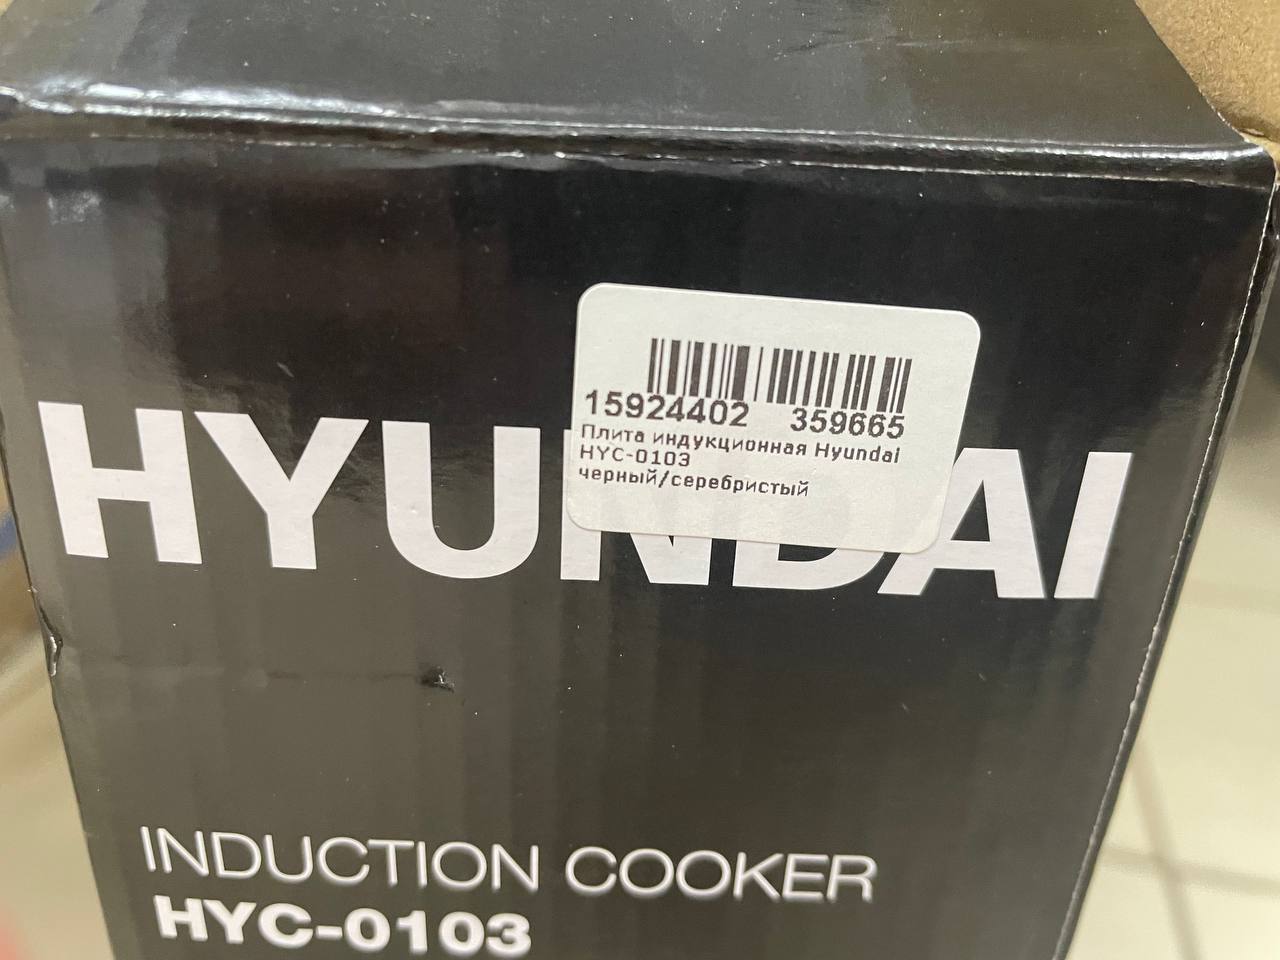 15924402 359665
Плита индукционная Hyundai
HYC-0103
черный/серебристый
HYUNDAI
INDUCTION COOKER
HYC-0103